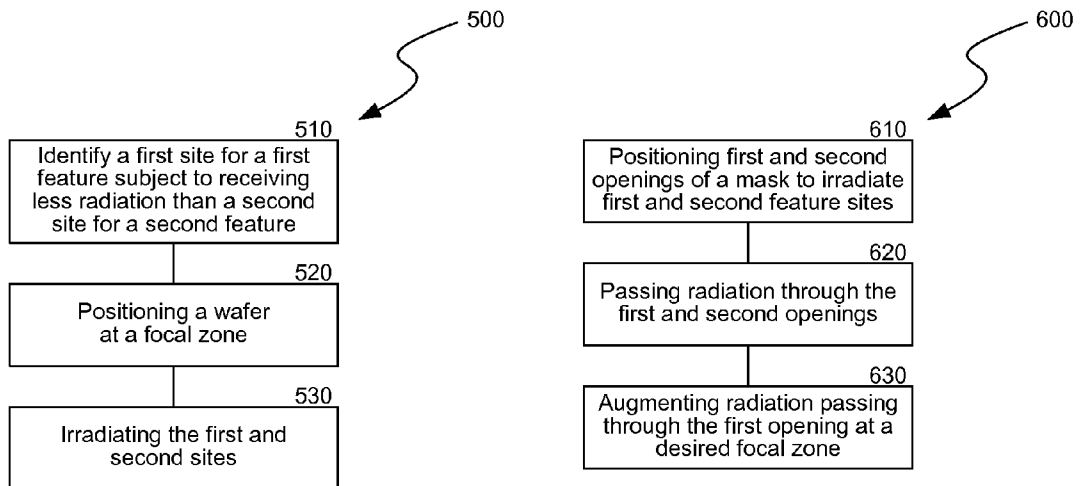 500
510
Identify a first site for a first
feature subject to receiving
less radiation than a second
site for a second feature
520
Positioning a wafer
at a focal zone
530
Irradiating the first and
second sites
600
610
Positioning first and second
openings of a mask to irradiate
first and second feature sites
620
Passing radiation through the
first and second openings
630
Augmenting radiation passing
through the first opening at a
desired focal zone